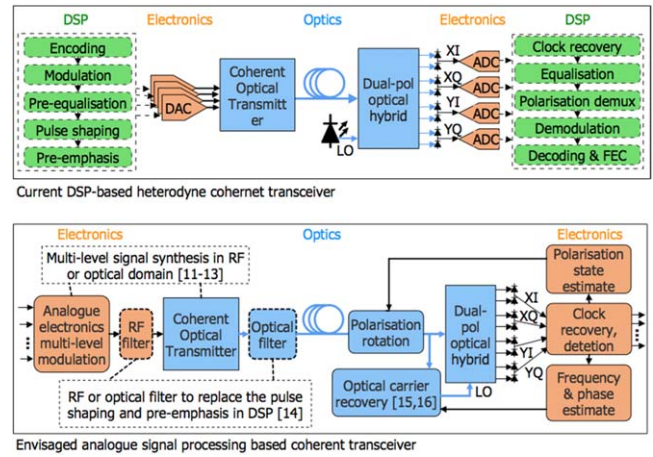 DSP Electronics Optics Electronics DSP
Encoding
Modulation
Pre-equalisation
Pulse shaping
Pre-emphasis
DAC
Coherent
Optical
Transmitt
er
Dual-pol
optical
hybrid
LO
XI
XQ
YI
YQ
ADC
ADC
ADC
ADC
Clock recovery
Equalisation
Polarisation demux
Demodulation
Decoding & FEC
Current DSP-based heterodyne cohernet transceiver
Electronics Optics Electronics
Multi-level signal synthesis in RF
or optical domain [11-13]
Analogue
electronics
multi-level
modulation
RF
filter
Coherent
Optical
Transmitter
Optical
filter
RF or optical filter to replace the pulse
shaping and pre-emphasis in DSP [14]
Polarisation
rotation
Optical carrier
recovery [15,16]
Dual-
pol
optical
hybrid
LO
XI
XQ
YI
YQ
Polarisation
state
estimate
Clock
recovery,
detetion
Frequency
& phase
estimate
Envisaged analogue signal processing based coherent transceiver